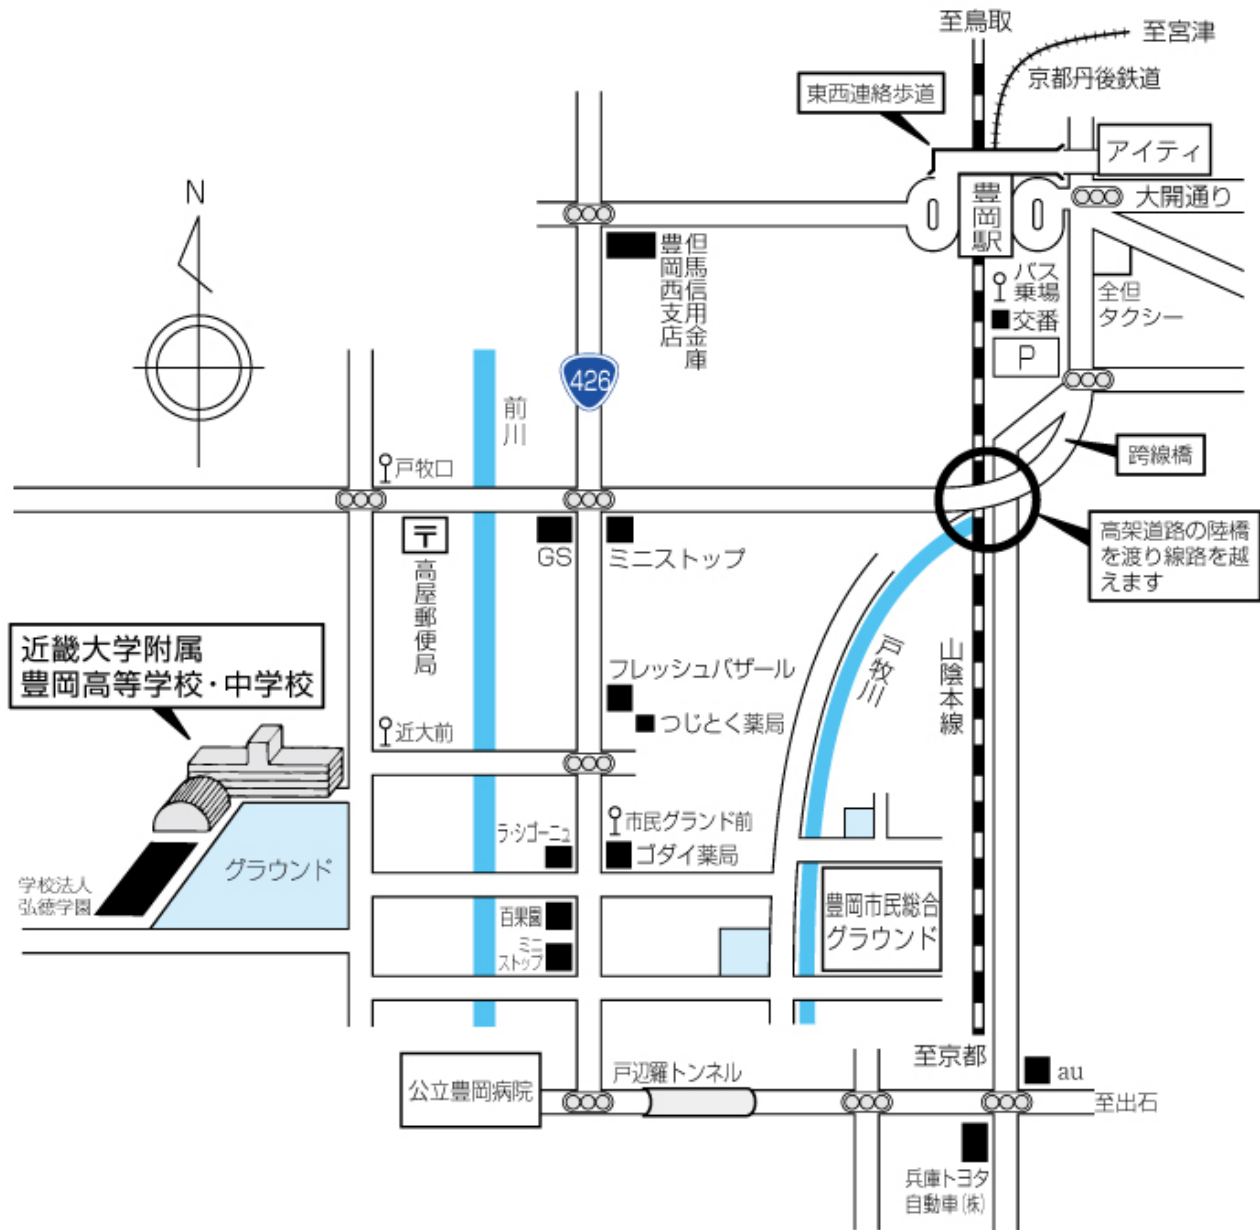 至鳥取
至宮津
京都丹後鉄道
東西連絡歩道
アイティ
N
大開通り
豊岡駅
但馬信用金庫
豊岡西支店
バス
乗場
交番
全但
タクシー
P
426
前川
跨線橋
戸牧口
高架道路の陸橋
を渡り線路を越
えます
〒
高屋郵便局
GS
ミニストップ
近畿大学附属
豊岡高等学校・中学校
フレッシュバザール
つじとく薬局
戸牧川
山陰本線
近大前
市民グランド前
ラ・シゴーニュ
ゴダイ薬局
グラウンド
学校法人
弘徳学園
百果園
ミニ
ストップ
豊岡市民総合
グラウンド
至京都
公立豊岡病院
戸辺羅トンネル
au
至出石
兵庫トヨタ
自動車(株)